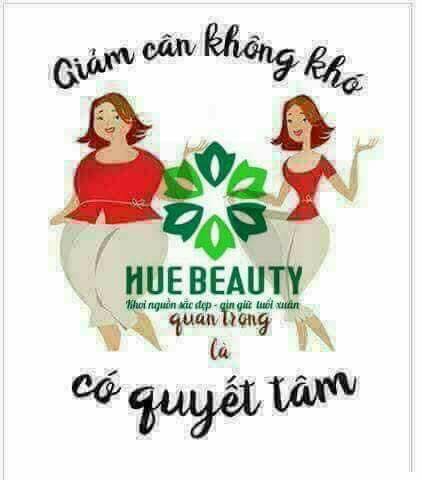 Giảm cân không khó
HUE BEAUTY
Khơi nguồn sắc đẹp - gìn giữ tuổi xuân
quan trọng
là
có quyết tâm